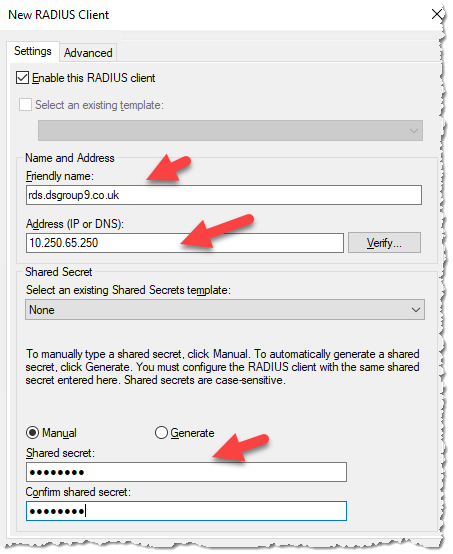 New RADIUS Client
Settings
Advanced
Enable this RADIUS client
Select an existing template:
Name and Address
Friendly name:
rds.dsgroup9.co.uk
Address (IP or DNS):
10.250.65.250
Verify...
Shared Secret
Select an existing Shared Secrets template:
None
To manually type a shared secret, click Manual. To automatically generate a shared
secret, click Generate. You must configure the RADIUS client with the same shared
secret entered here. Shared secrets are case-sensitive.
Manual
Generate
Shared secret:
●●●●●●●●
Confirm shared secret:
●●●●●●●●